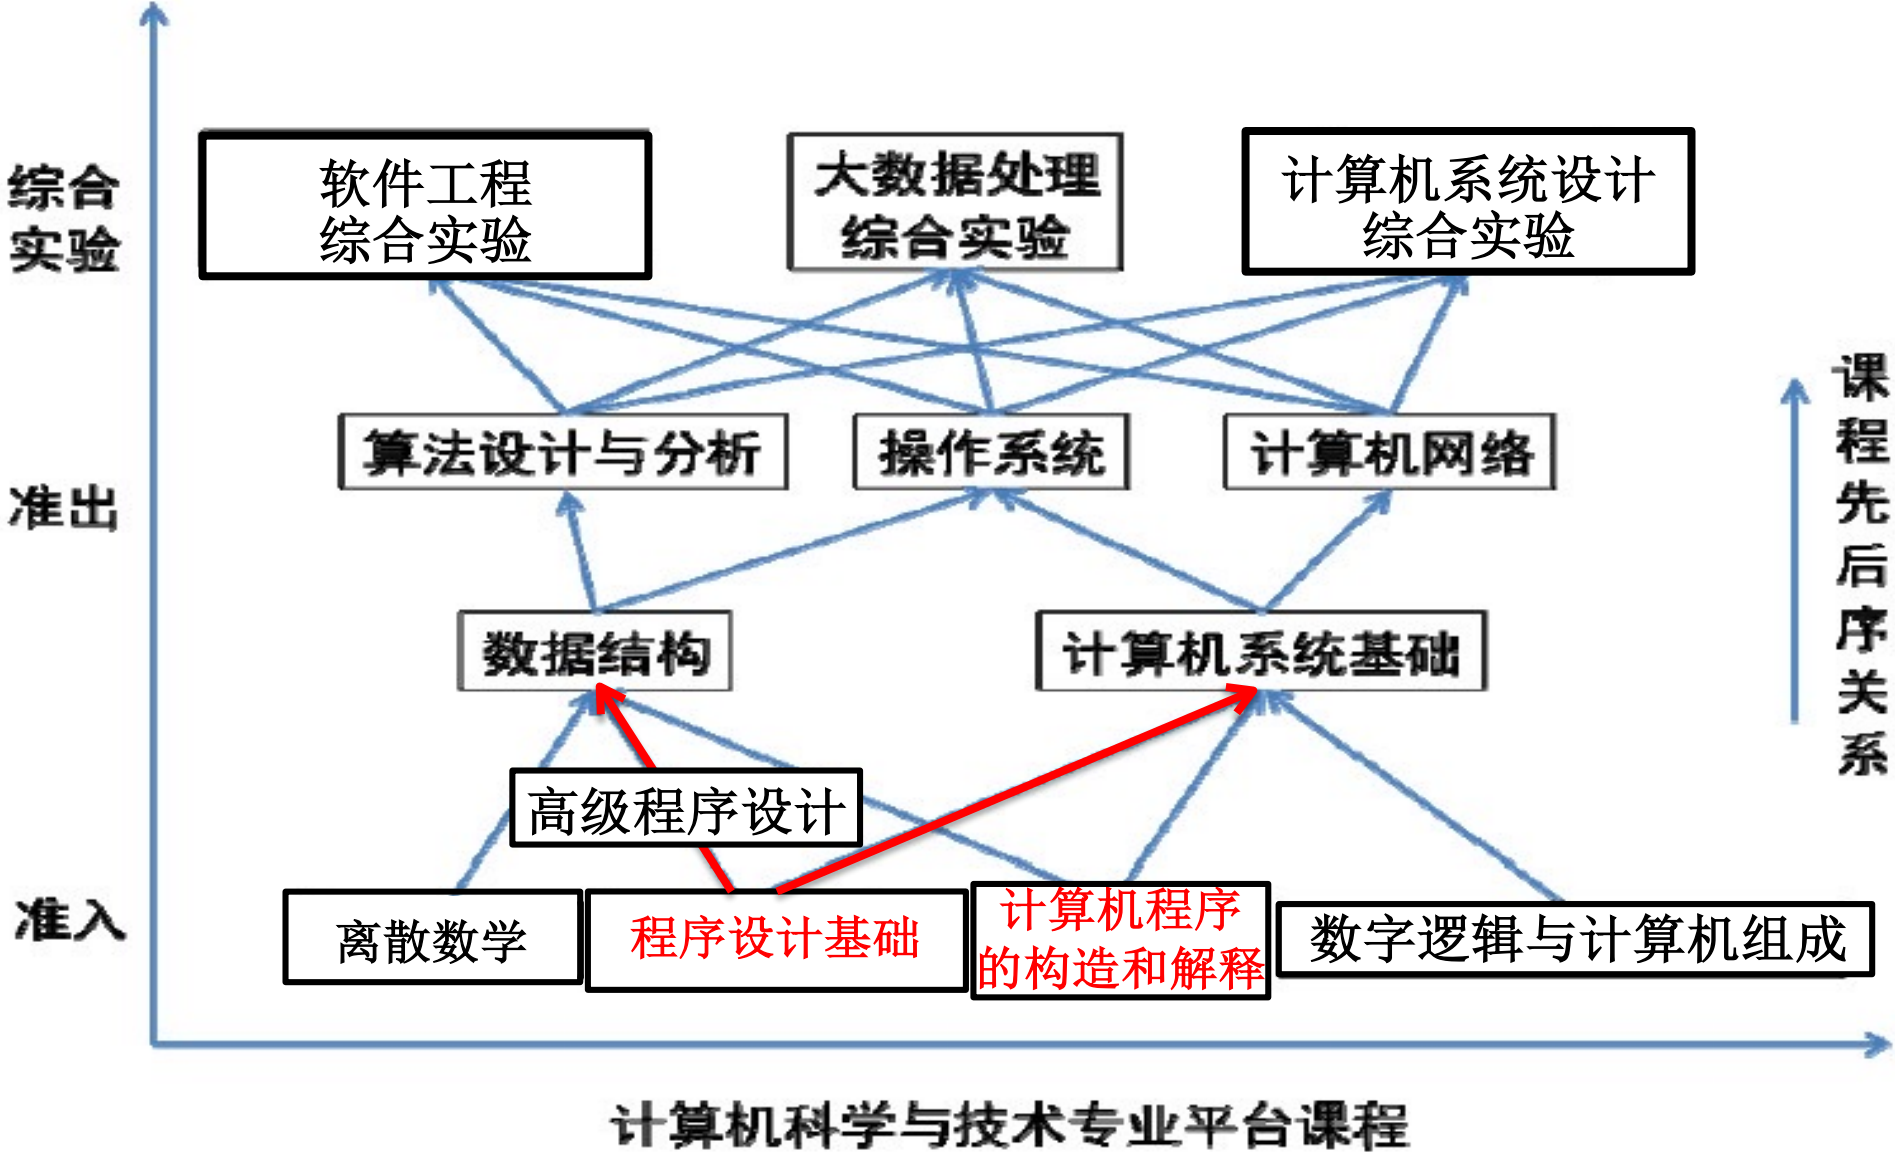 综合
实验
软件工程
综合实验
大数据处理
综合实验
计算机系统设计
综合实验
准出
算法设计与分析
操作系统
计算机网络
数据结构
计算机系统基础
高级程序设计
准入
离散数学
程序设计基础
计算机程序
的构造和解释
数字逻辑与计算机组成
课程先后序关系
计算机科学与技术专业平台课程